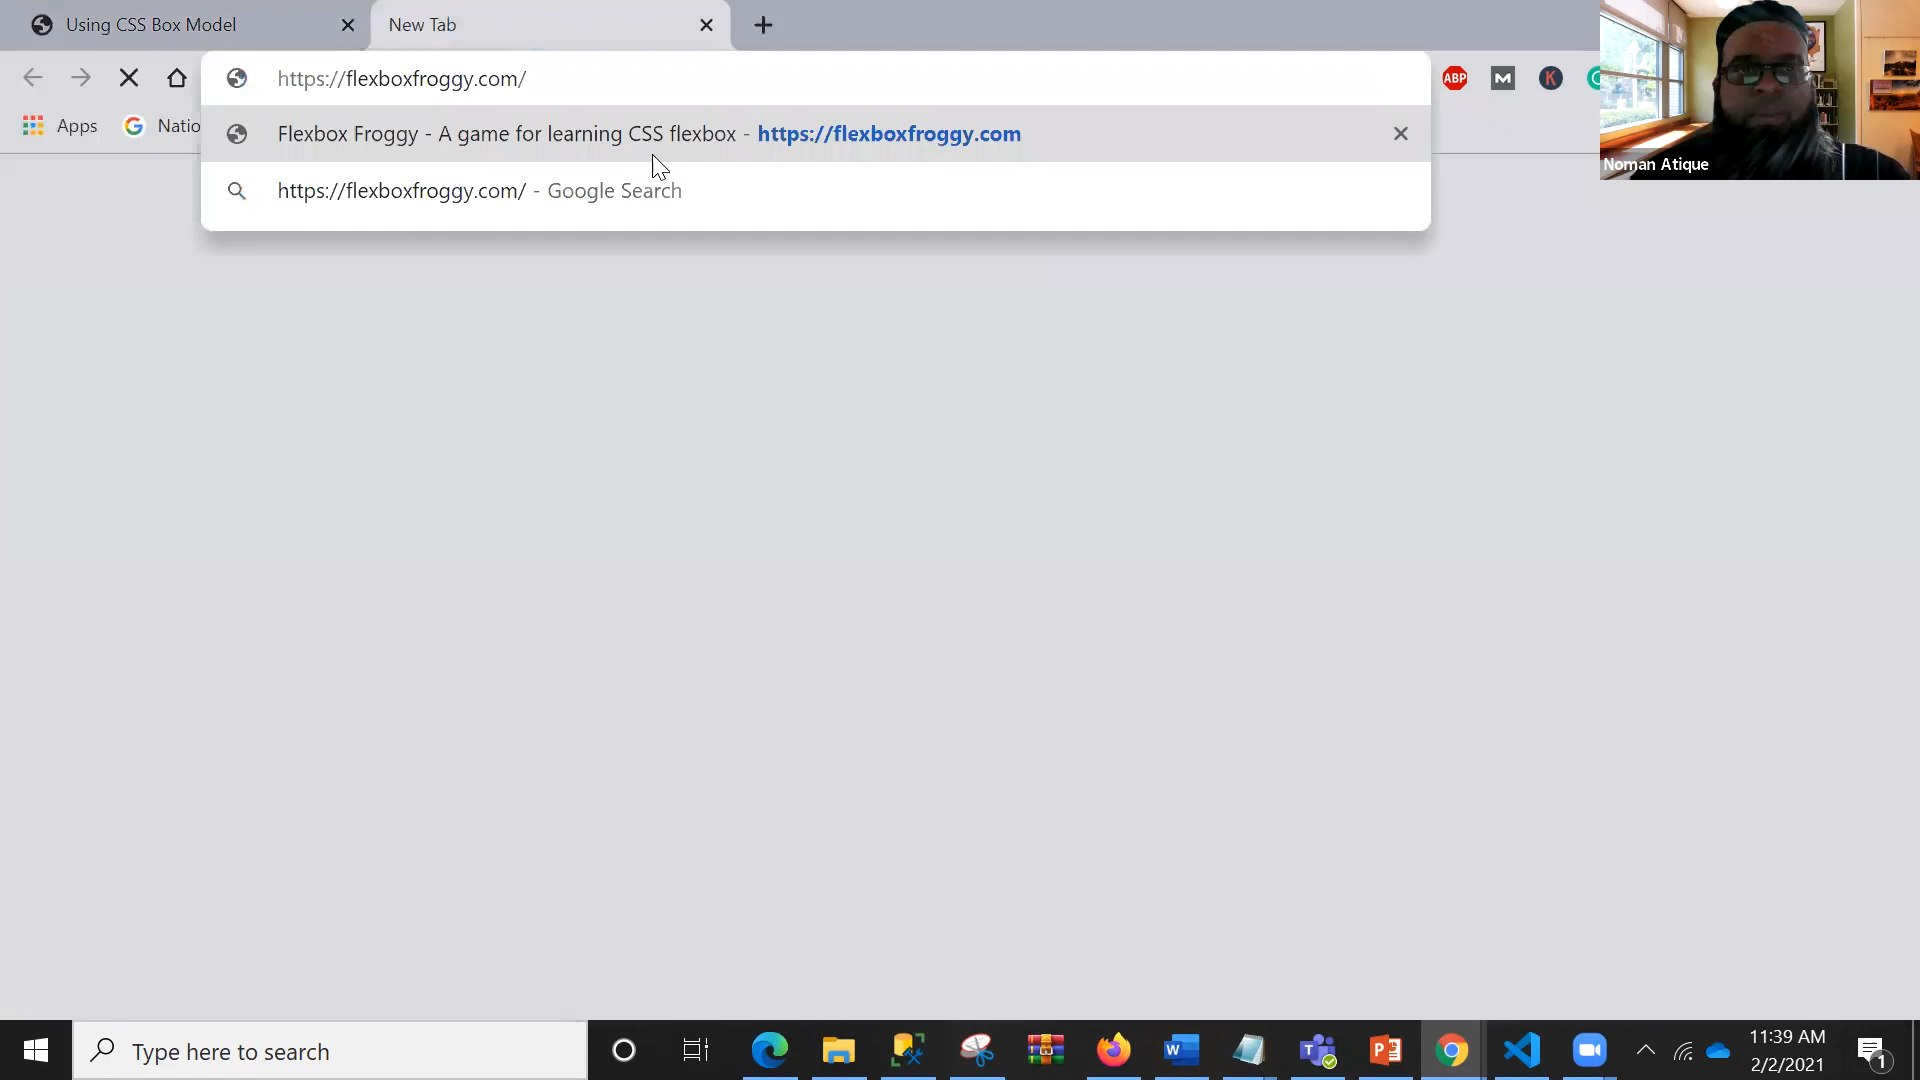 Using CSS Box Model
New Tab
https://flexboxfroggy.com/
ABP
M
K
Apps
Natio
Flexbox Froggy - A game for learning CSS flexbox - https://flexboxfroggy.com
https://flexboxfroggy.com/ - Google Search
Noman Atique
Type here to search
11:39 AM
2/2/2021
1